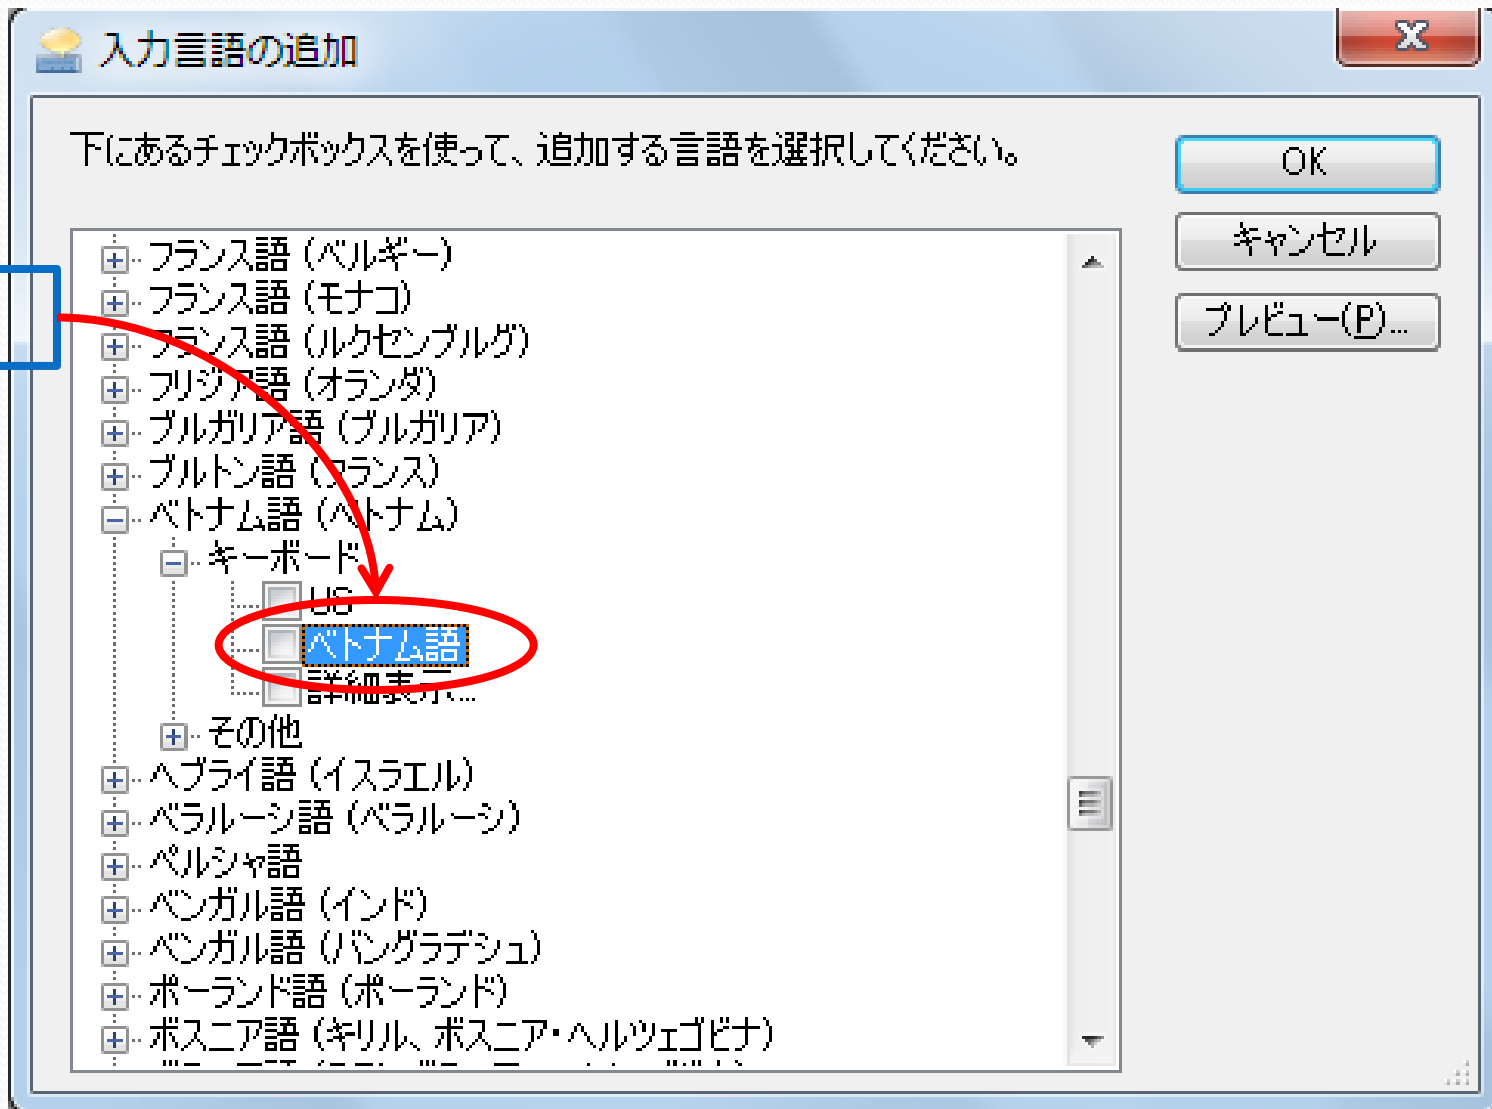 入力言語の追加
下にあるチェックボックスを使って、追加する言語を選択してください。
OK
キャンセル
プレビュー(P)...
フランス語 (ベルギー)
フランス語 (モナコ)
フランス語 (ルクセンブルグ)
フリジア語 (オランダ)
ブルガリア語 (ブルガリア)
ブルトン語 (フランス)
ベトナム語 (ベトナム)
キーボード
US
ベトナム語
詳細表示...
その他
ヘブライ語 (イスラエル)
ベラルーシ語 (ベラルーシ)
ペルシャ語
ベンガル語 (インド)
ベンガル語 (バングラデシュ)
ポーランド語 (ポーランド)
ボスニア語 (キリル、ボスニア・ヘルツェゴビナ)